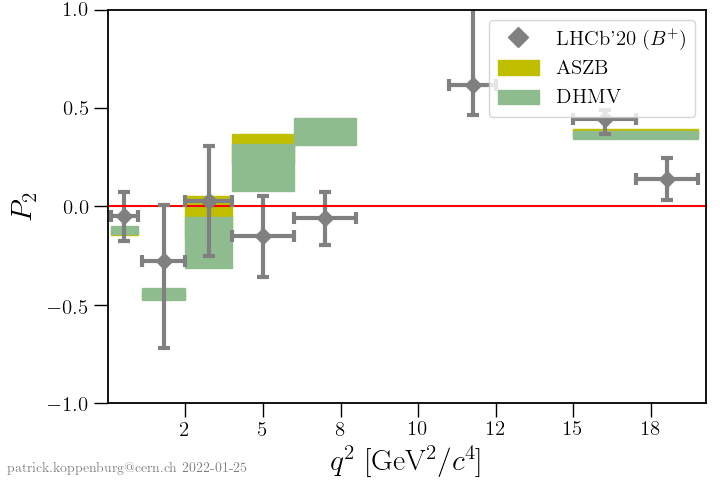 1.0
0.5
0.0
−0.5
−1.0
P2
LHCb'20 (B⁺)
ASZB
DHMV
2 5 8 10 12 15 18
q² [GeV²/c⁴]
patrick.koppenburg@cern.ch 2022-01-25